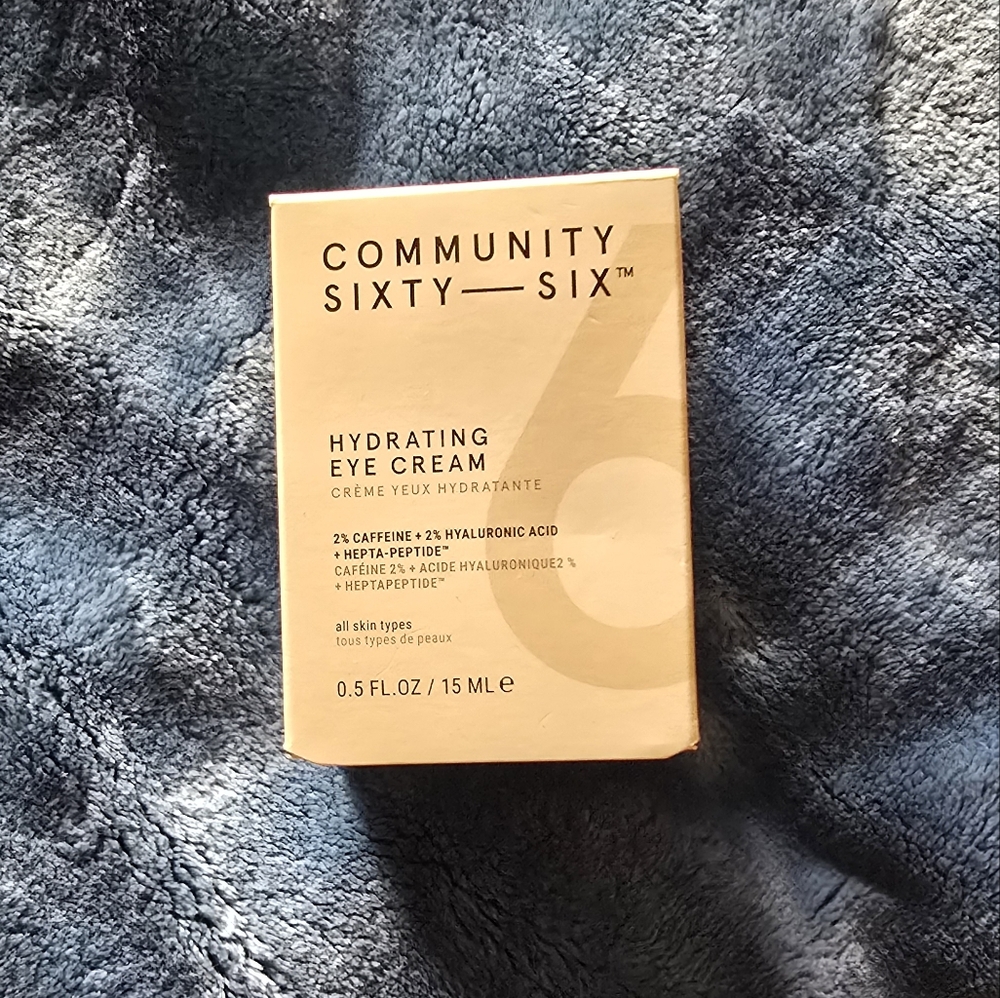 COMMUNITY
SIXTY — SIX™
HYDRATING
EYE CREAM
CRÈME YEUX HYDRATANTE
2% CAFFEINE + 2% HYALURONIC ACID
+ HEPTA-PEPTIDE™
CAFÉINE 2% + ACIDE HYALURONIQUE2 %
+ HEPTAPEPTIDE™
all skin types
tous types de peaux
0.5 FL.OZ / 15 ML ℮
6